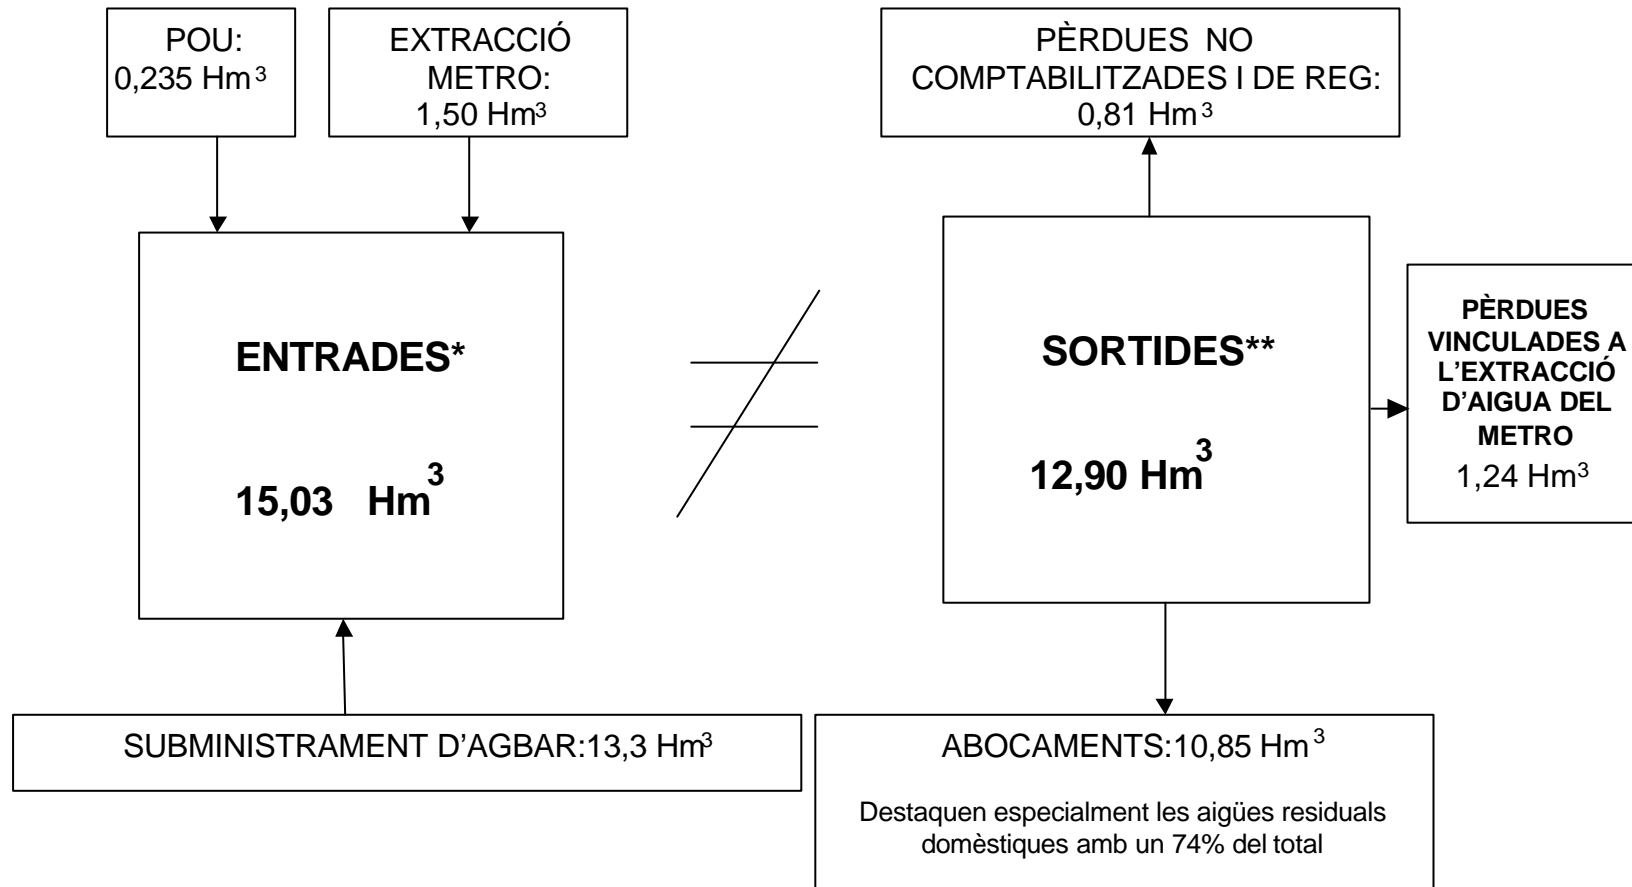 POU:
0,235 Hm³
EXTRACCIÓ
METRO:
1,50 Hm³
PÈRDUES NO
COMPTABILITZADES I DE REG:
0,81 Hm³
ENTRADES*
15,03 Hm³
SORTIDES**
12,90 Hm³
PÈRDUES
VINCULADES A
L’EXTRACCIÓ
D’AIGUA DEL
METRO
1,24 Hm³
SUBMINISTRAMENT D’AGBAR:13,3 Hm³
ABOCAMENTS:10,85 Hm³
Destaquen especialment les aigües residuals
domèstiques amb un 74% del total